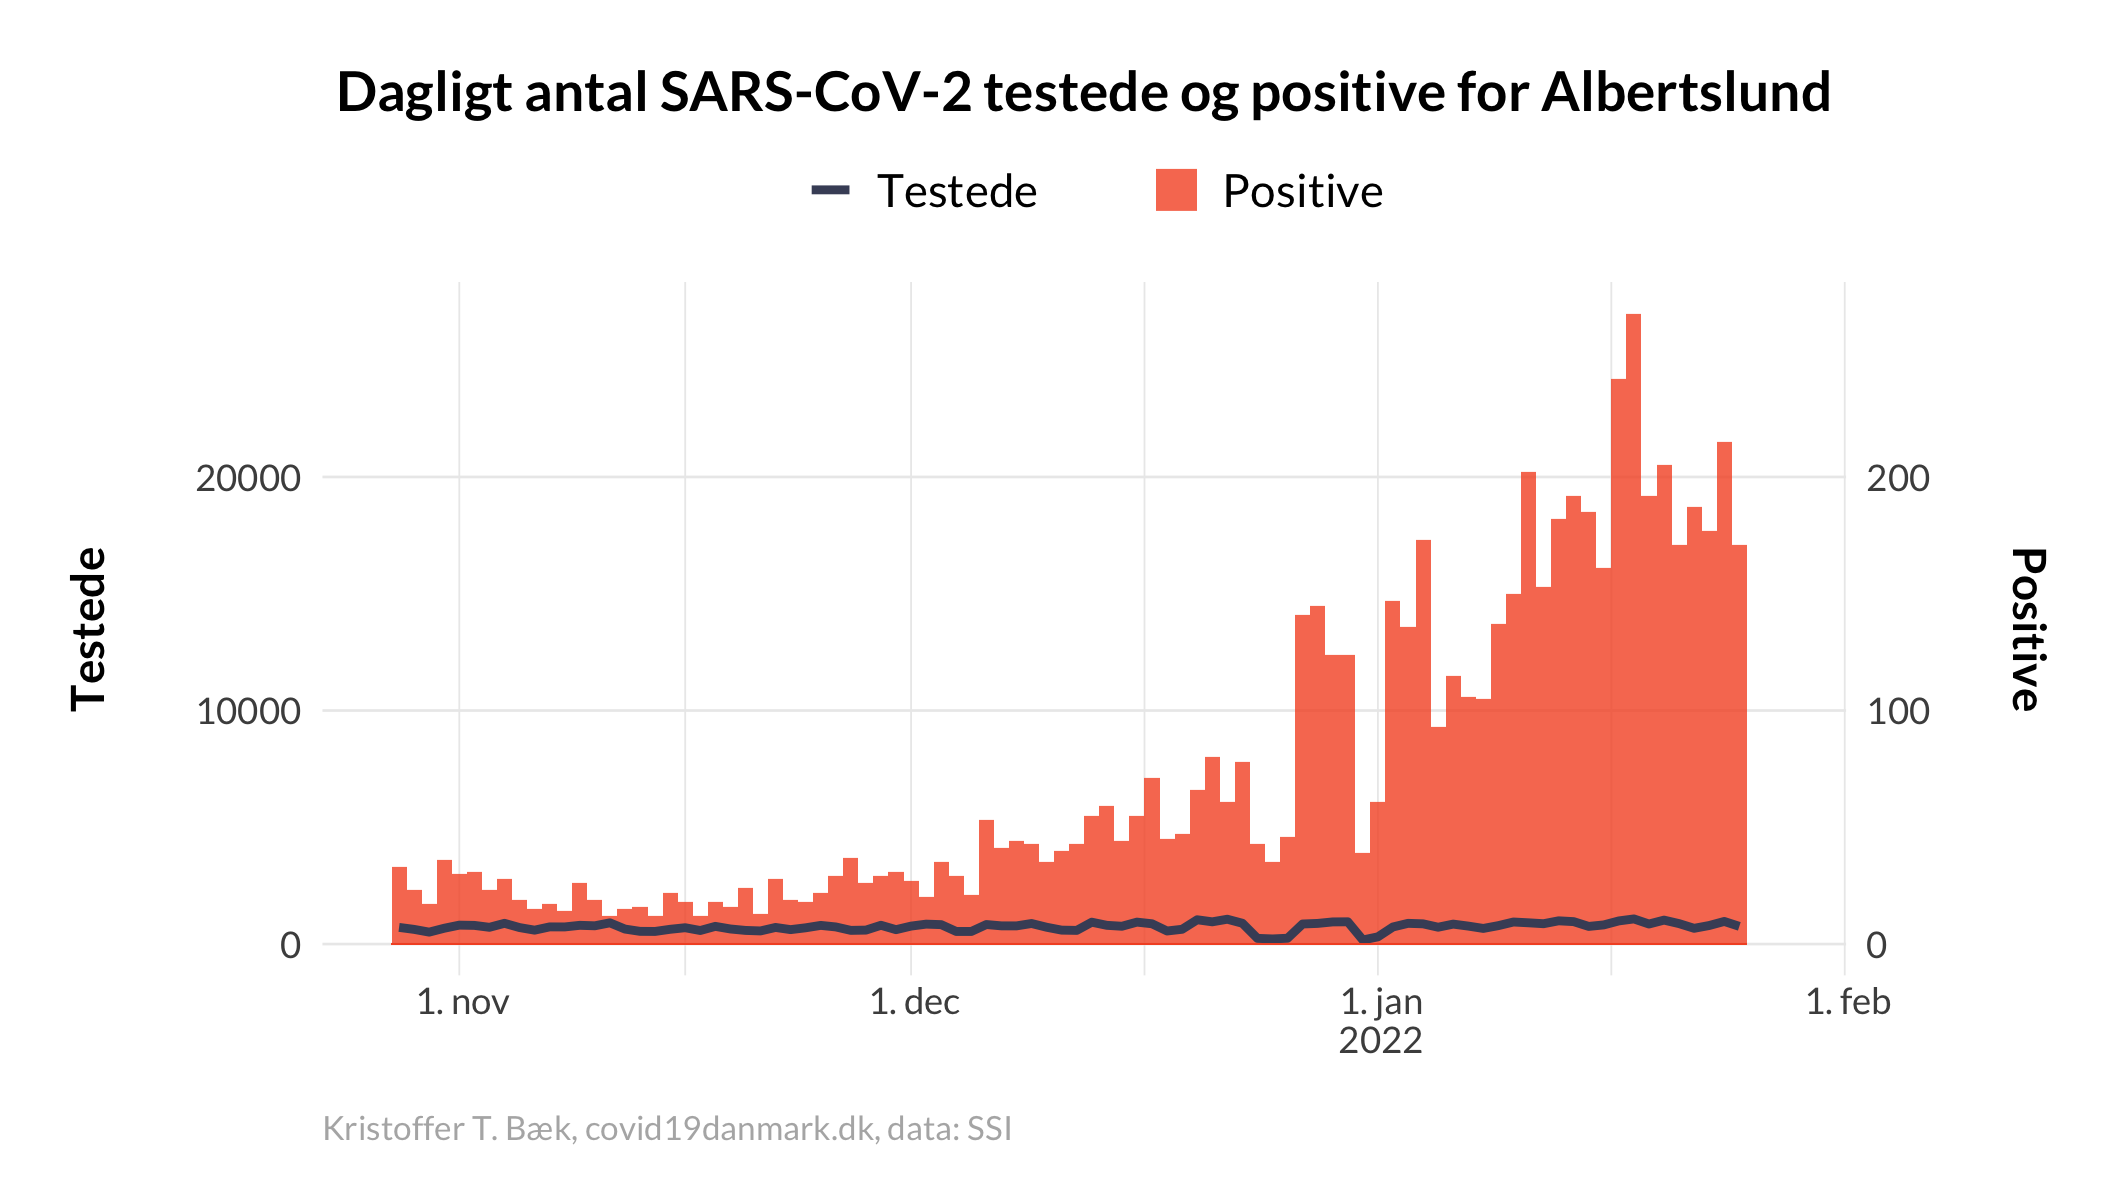 Dagligt antal SARS-CoV-2 testede og positive for Albertslund
Testede
Positive
20000
10000
0
Testede
200
100
0
Positive
1. nov
1. dec
1. jan
2022
1. feb
Kristoffer T. Bæk, covid19danmark.dk, data: SSI